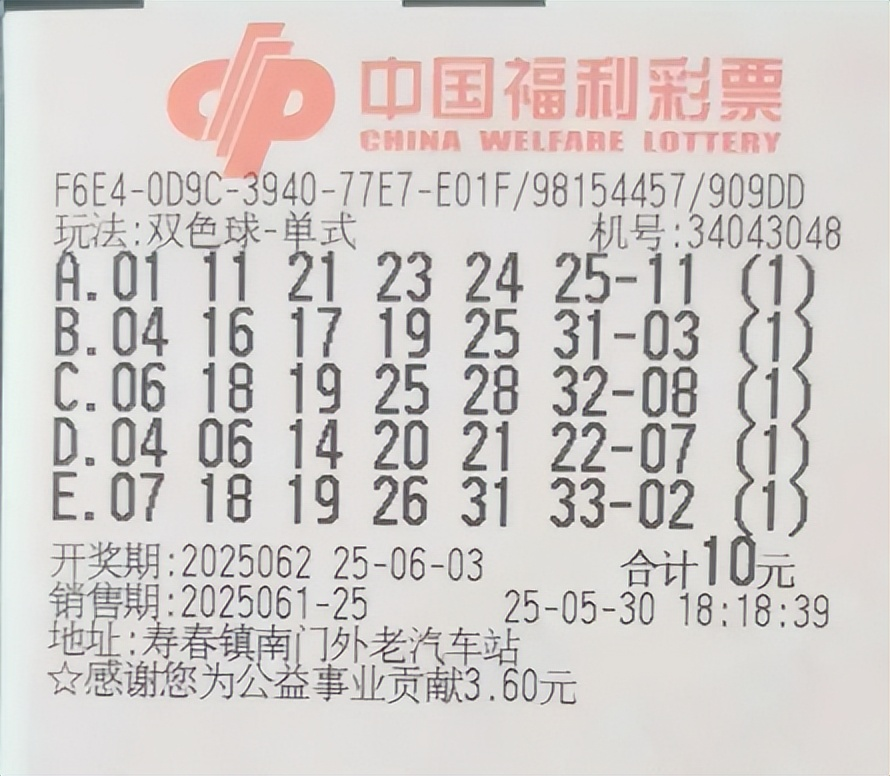 中国福利彩票
CHINA WELFARE LOTTERY
F6E4-0D9C-3940-77E7-E01F/98154457/909DD
玩法:双色球-单式 机号:34043048
A.01 11 21 23 24 25-11 (1)
B.04 16 17 19 25 31-03 (1)
C.06 18 19 25 28 32-08 (1)
D.04 06 14 20 21 22-07 (1)
E.07 18 19 26 31 33-02 (1)
开奖期:2025062 25-06-03 合计10元
销售期:2025061-25 25-05-30 18:18:39
地址:寿春镇南门外老汽车站
☆感谢您为公益事业贡献3.60元